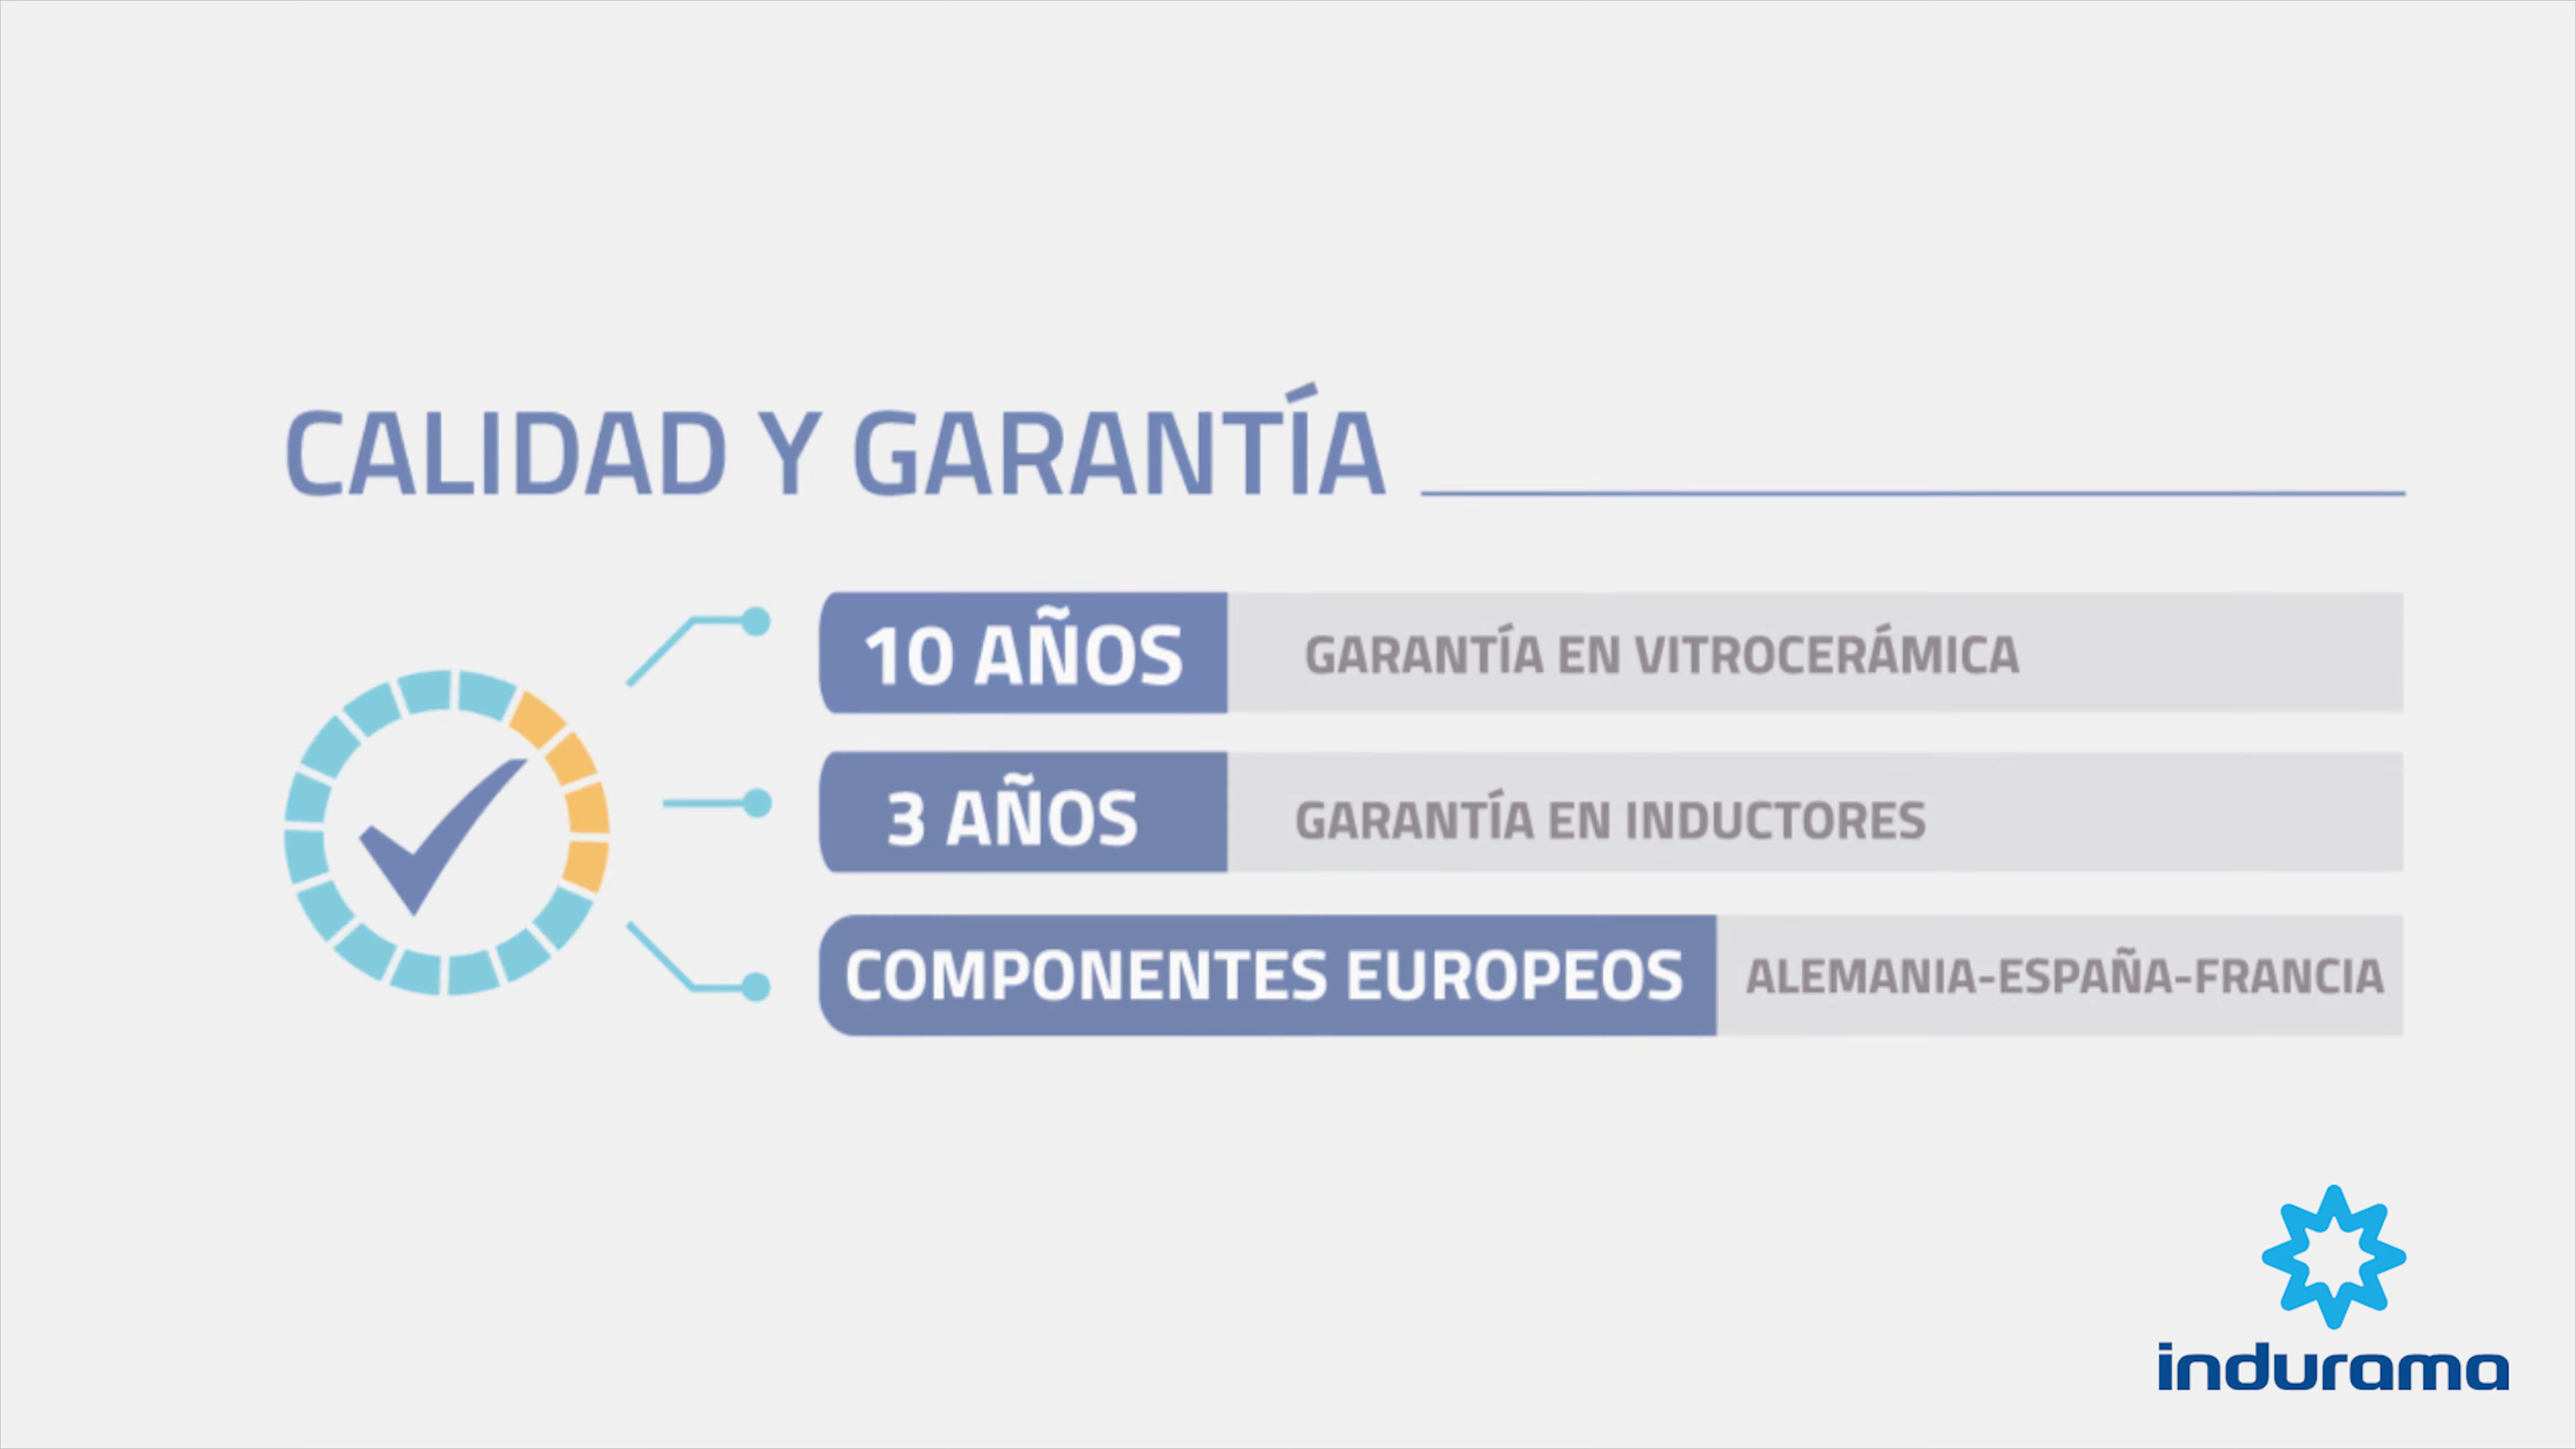 CALIDAD Y GARANTÍA
10 AÑOS GARANTÍA EN VITROCERÁMICA
3 AÑOS GARANTÍA EN INDUCTORES
COMPONENTES EUROPEOS ALEMANIA-ESPAÑA-FRANCIA
indurama